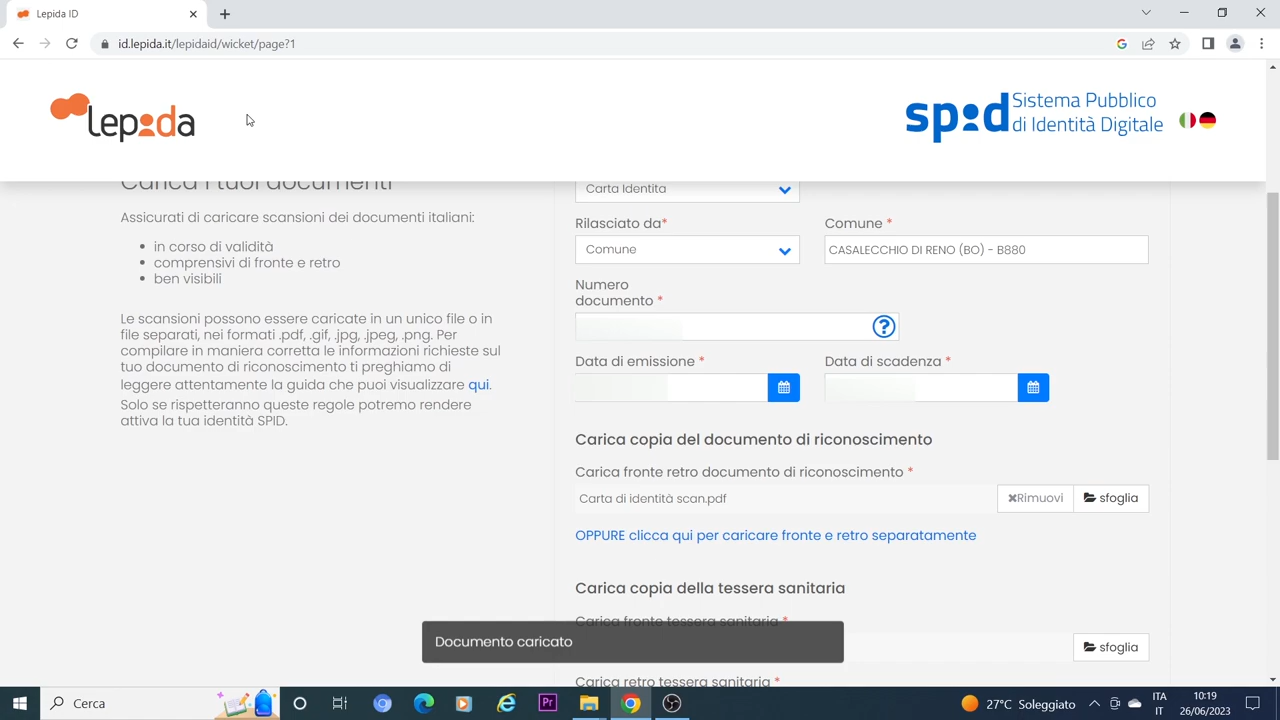 Lepida ID
id.lepida.it/lepidaid/wicket/page?1
lepida
spid Sistema Pubblico
di Identità Digitale
Carica i tuoi documenti
Assicurati di caricare scansioni dei documenti italiani:
in corso di validità
comprensivi di fronte e retro
ben visibili
Le scansioni possono essere caricate in un unico file o in
file separati, nei formati .pdf, .gif, .jpg, .jpeg, .png. Per
compilare in maniera corretta le informazioni richieste sul
tuo documento di riconoscimento ti preghiamo di
leggere attentamente la guida che puoi visualizzare qui.
Solo se rispetteranno queste regole potremo rendere
attiva la tua identità SPID.
Carta Identita
Rilasciato da*
Comune *
Comune
CASALECCHIO DI RENO (BO) - B880
Numero
documento *
?
Data di emissione *
Data di scadenza *
Carica copia del documento di riconoscimento
Carica fronte retro documento di riconoscimento *
Carta di identità scan.pdf
Rimuovi
sfoglia
OPPURE clicca qui per caricare fronte e retro separatamente
Carica copia della tessera sanitaria
Carica fronte tessera sanitaria *
Documento caricato
sfoglia
Carica retro tessera sanitaria *
Cerca
Pr
27°C Soleggiato
ITA
IT
10:19
26/06/2023